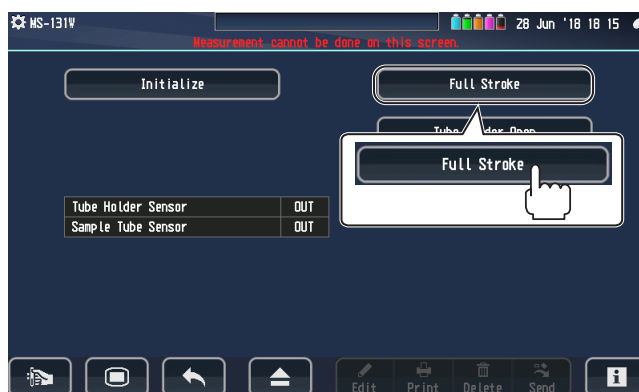 MS-131V 28 Jun '18 18 15
Measurement cannot be done on this screen.
Initialize
Full Stroke
Open
Full Stroke
Tube Holder Sensor OUT
Sample Tube Sensor OUT
Edit Print Delete Send